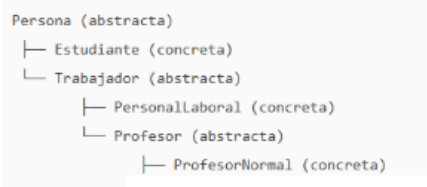 Persona (abstracta)
├── Estudiante (concreta)
└── Trabajador (abstracta)
├── PersonalLaboral (concreta)
└── Profesor (abstracta)
├── ProfesorNormal (concreta)